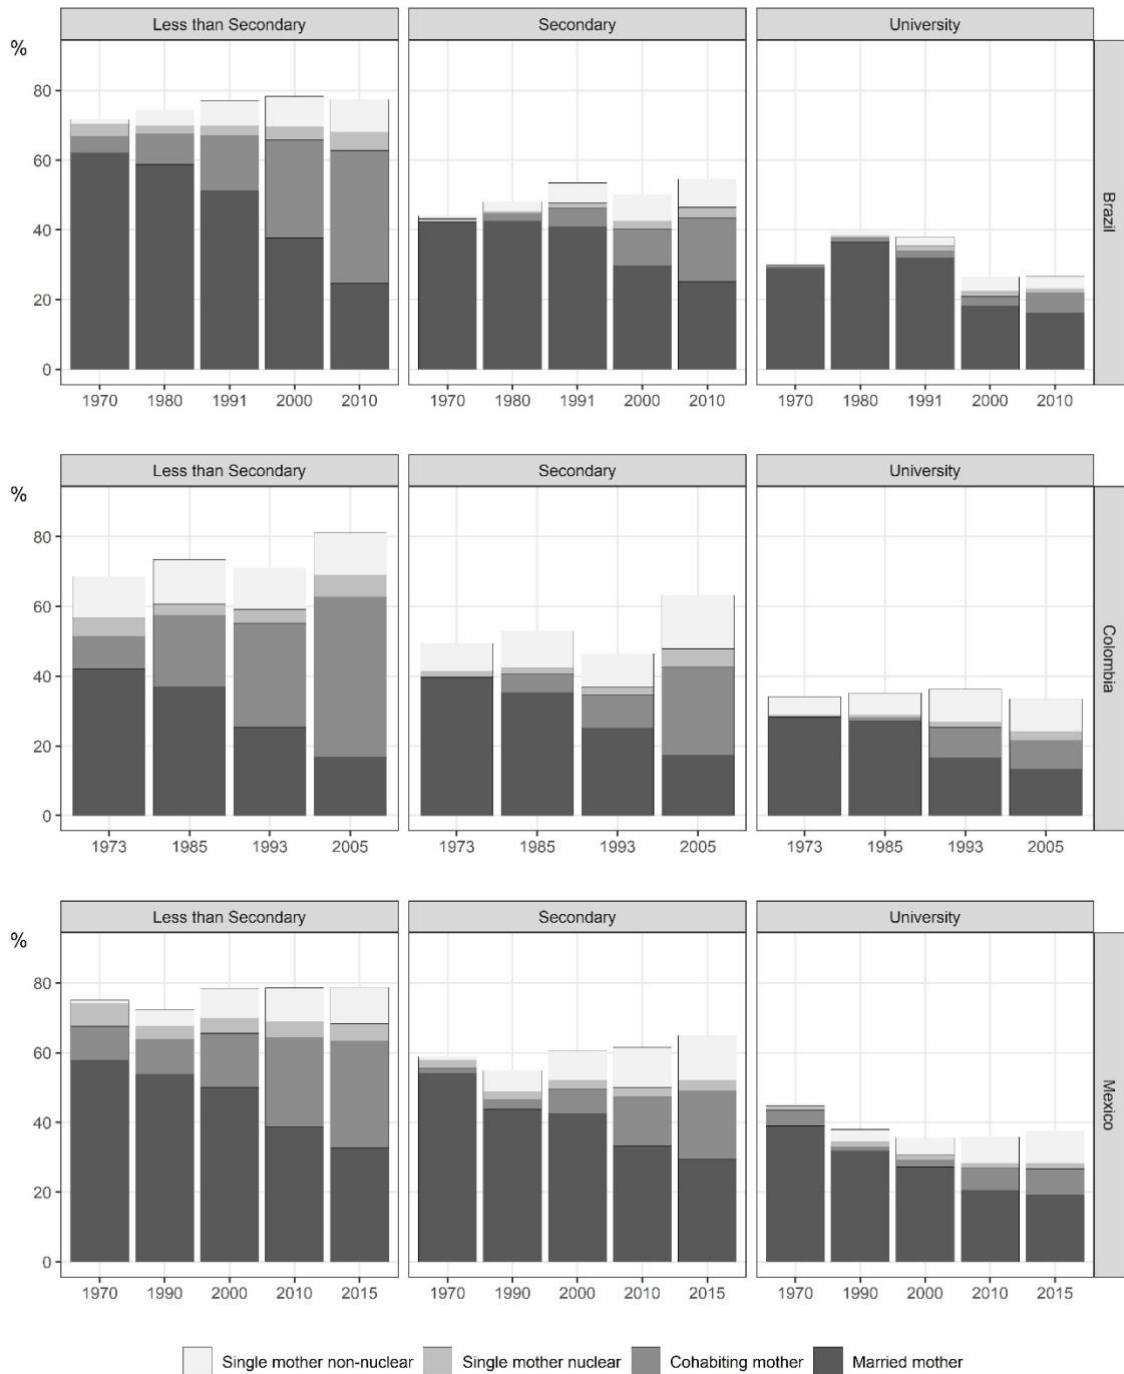 Less than Secondary Secondary University
%
80
60
40
20
0
Brazil
1970 1980 1991 2000 2010 1970 1980 1991 2000 2010 1970 1980 1991 2000 2010
Less than Secondary Secondary University
%
80
60
40
20
0
Colombia
1973 1985 1993 2005 1973 1985 1993 2005 1973 1985 1993 2005
Less than Secondary Secondary University
%
80
60
40
20
0
Mexico
1970 1990 2000 2010 2015 1970 1990 2000 2010 2015 1970 1990 2000 2010 2015
Single mother non-nuclear Single mother nuclear Cohabiting mother Married mother